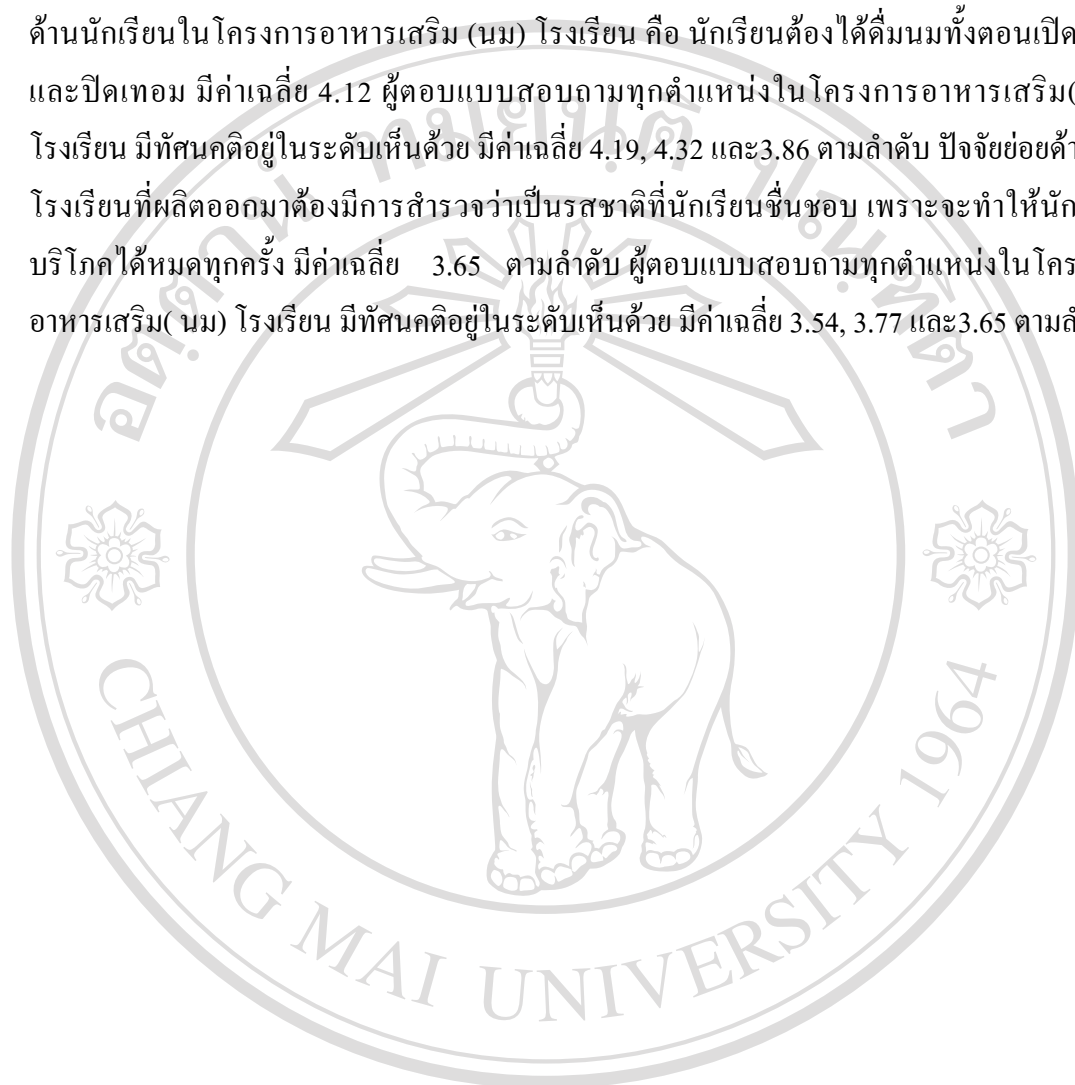 ด้านนักเรียนในโครงการอาหารเสริม (นม) โรงเรียน คือ นักเรียนต้องได้ดื่มนมทั้งตอนเปิด
และปิดเทอม มีค่าเฉลี่ย 4.12 ผู้ตอบแบบสอบถามทุกตำแหน่งในโครงการอาหารเสริม(
โรงเรียน มีทัศนคติอยู่ในระดับเห็นด้วย มีค่าเฉลี่ย 4.19, 4.32 และ3.86 ตามลำดับ ปัจจัยย่อยด้า
โรงเรียนที่ผลิตออกมาต้องมีการสำรวจว่าเป็นรสชาติที่นักเรียนชื่นชอบ เพราะจะทำให้นัก
บริโภคได้หมดทุกครั้ง มีค่าเฉลี่ย 3.65 ตามลำดับ ผู้ตอบแบบสอบถามทุกตำแหน่งในโคร
อาหารเสริม( นม) โรงเรียน มีทัศนคติอยู่ในระดับเห็นด้วย มีค่าเฉลี่ย 3.54, 3.77 และ3.65 ตามลำ
อตฺตานํ ทมยนฺติ ปณฺฑิตา
CHIANG MAI UNIVERSITY 1964